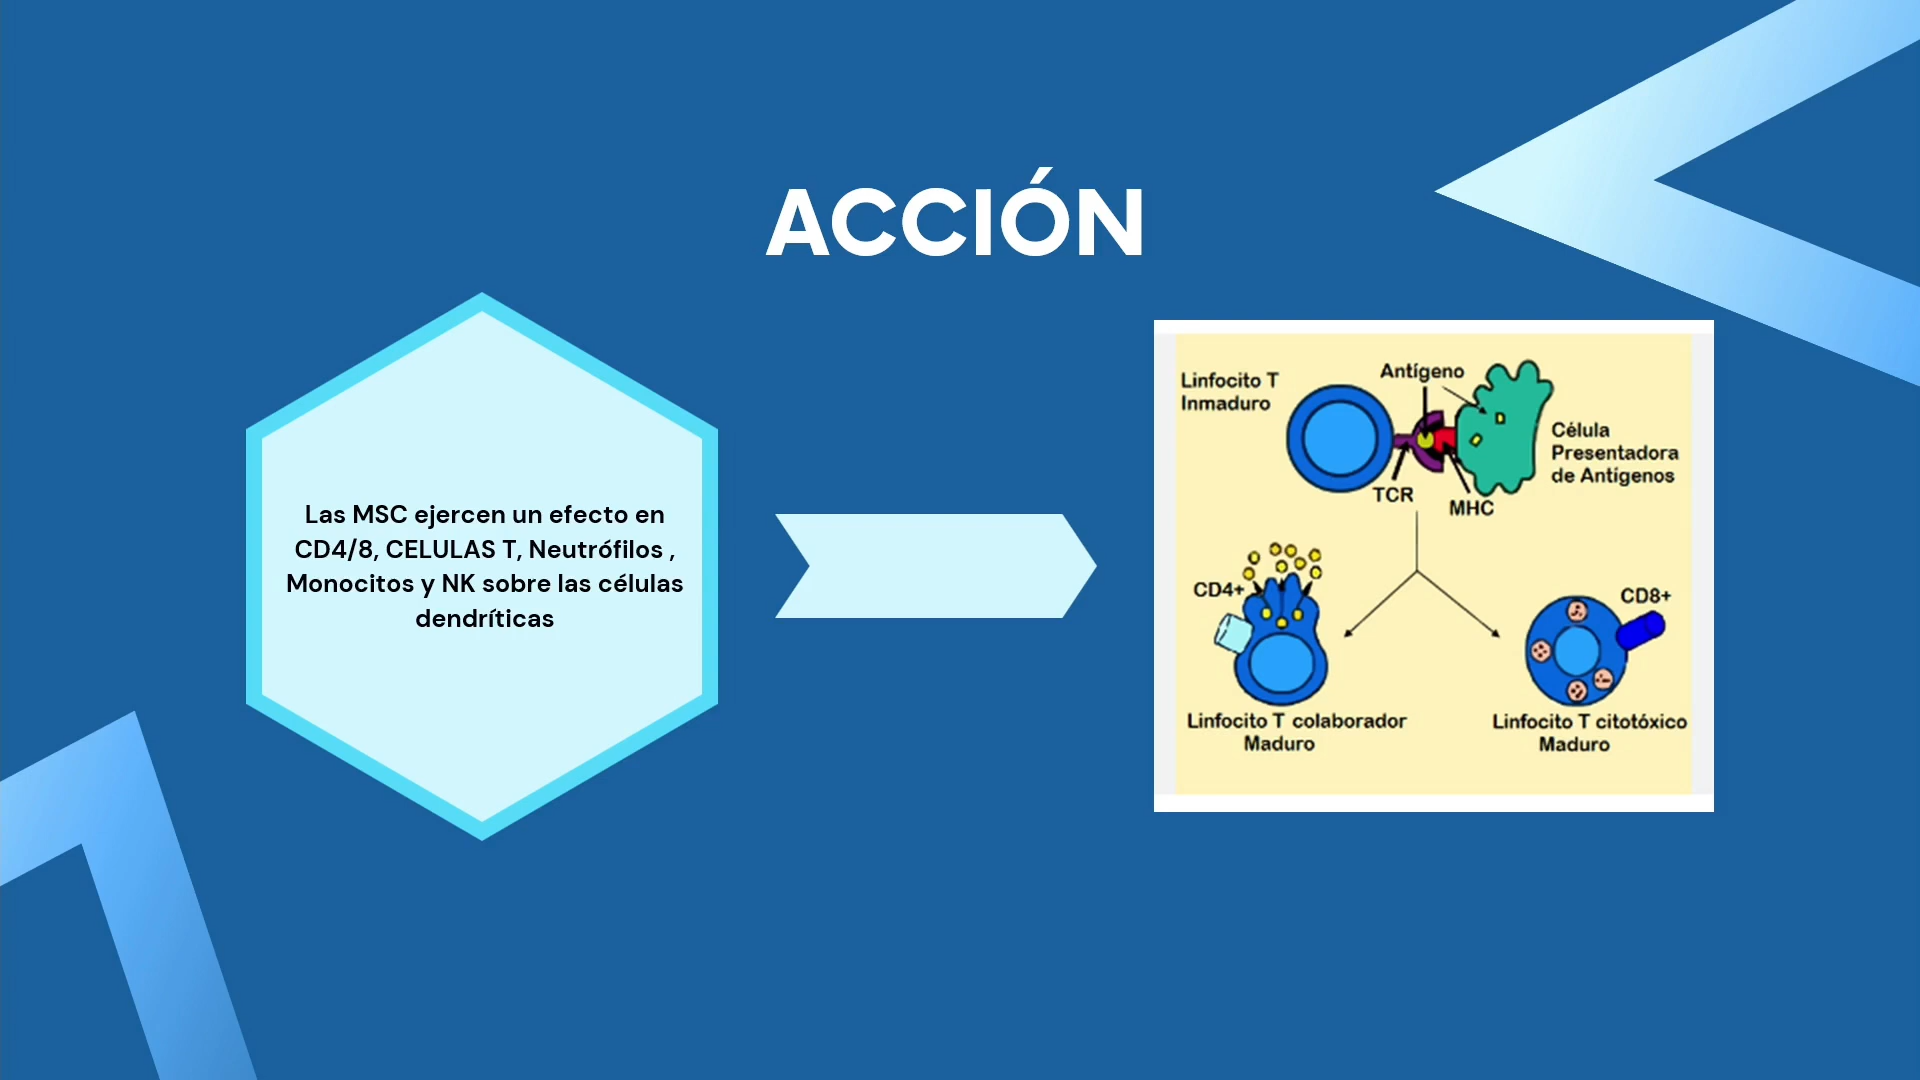 ACCIÓN
Las MSC ejercen un efecto en
CD4/8, CELULAS T, Neutrófilos ,
Monocitos y NK sobre las células
dendríticas
Linfocito T
Inmaduro
Antígeno
Célula
Presentadora
de Antígenos
TCR
MHC
CD4+
CD8+
Linfocito T colaborador
Maduro
Linfocito T citotóxico
Maduro